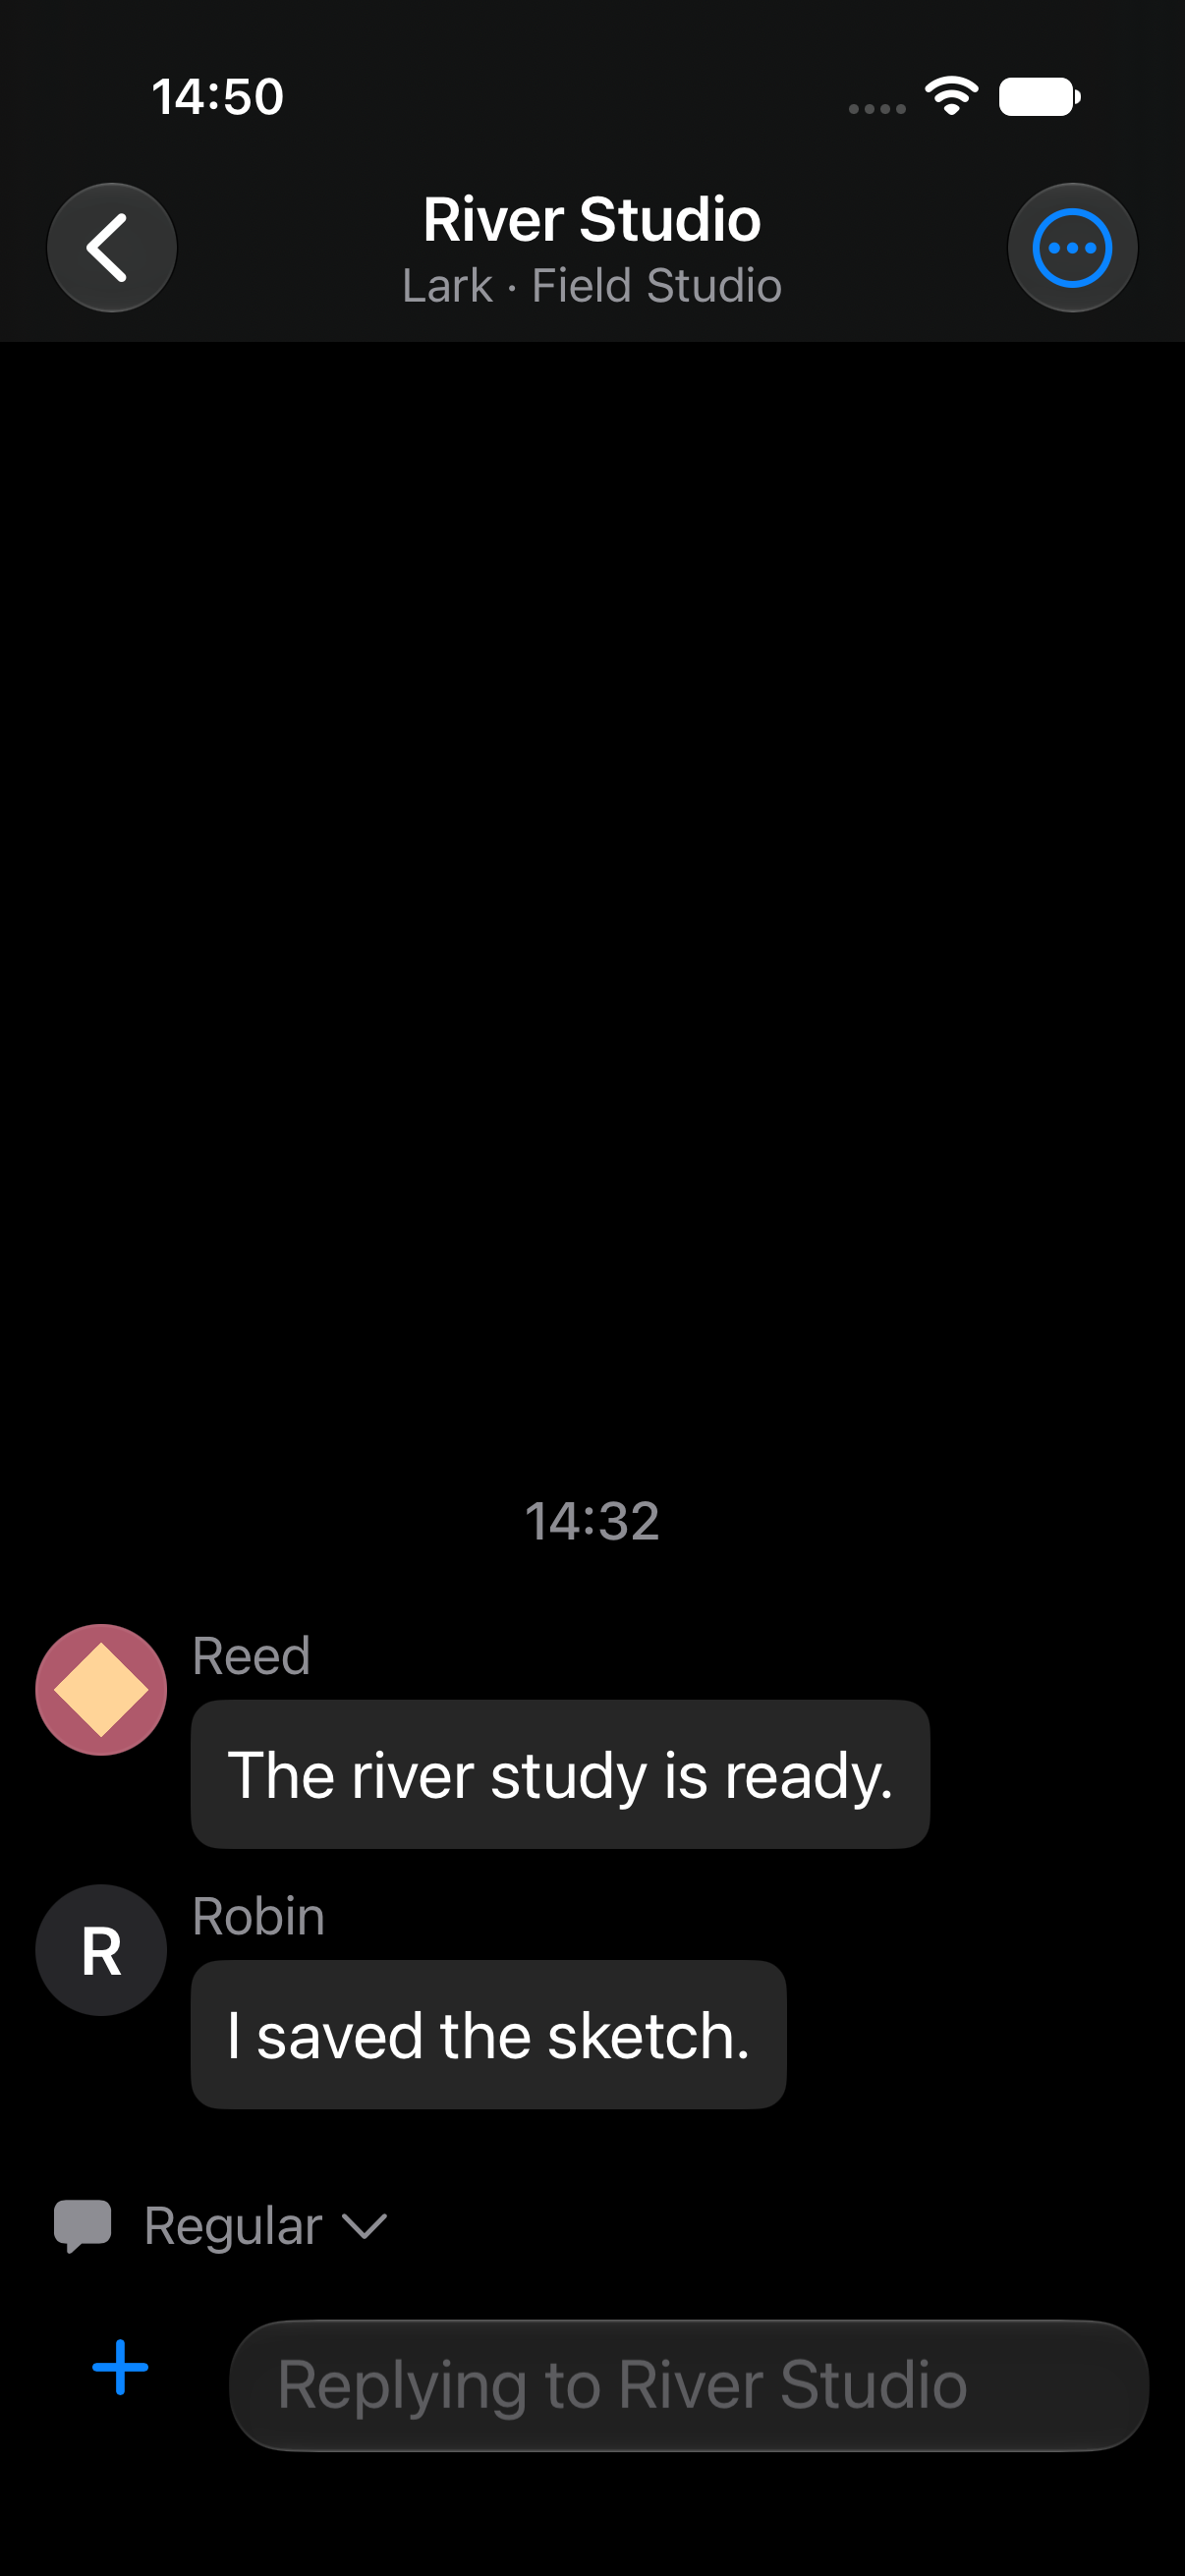 14:50
River Studio
Lark · Field Studio
14:32
Reed
The river study is ready.
R
Robin
I saved the sketch.
Regular
Replying to River Studio